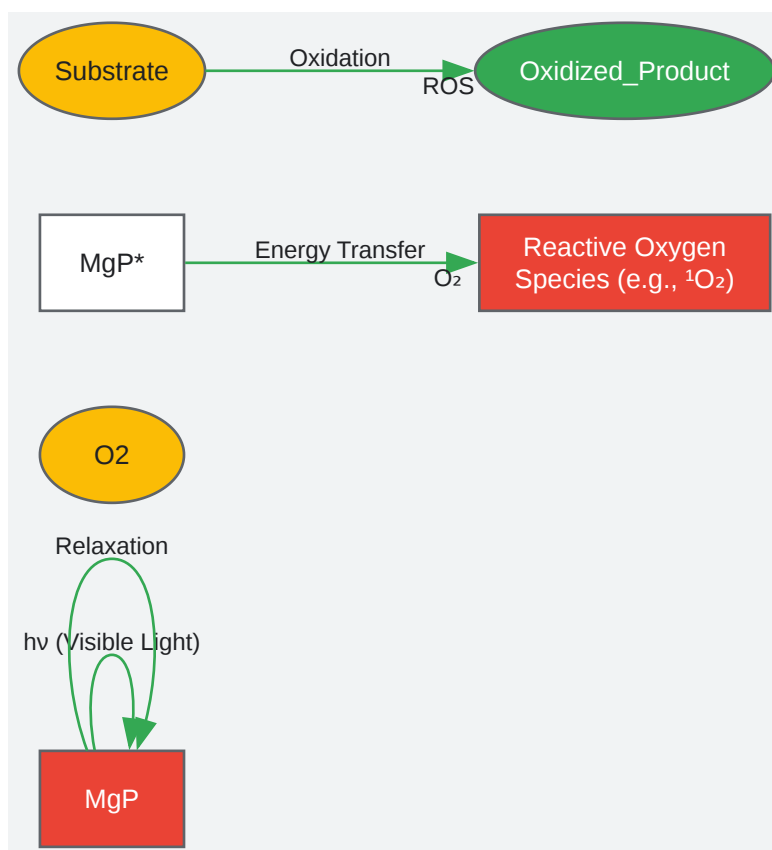 Substrate
Oxidation
ROS
Oxidized_Product
MgP*
Energy Transfer
O₂
Reactive Oxygen
Species (e.g., ¹O₂)
O2
Relaxation
hν (Visible Light)
MgP